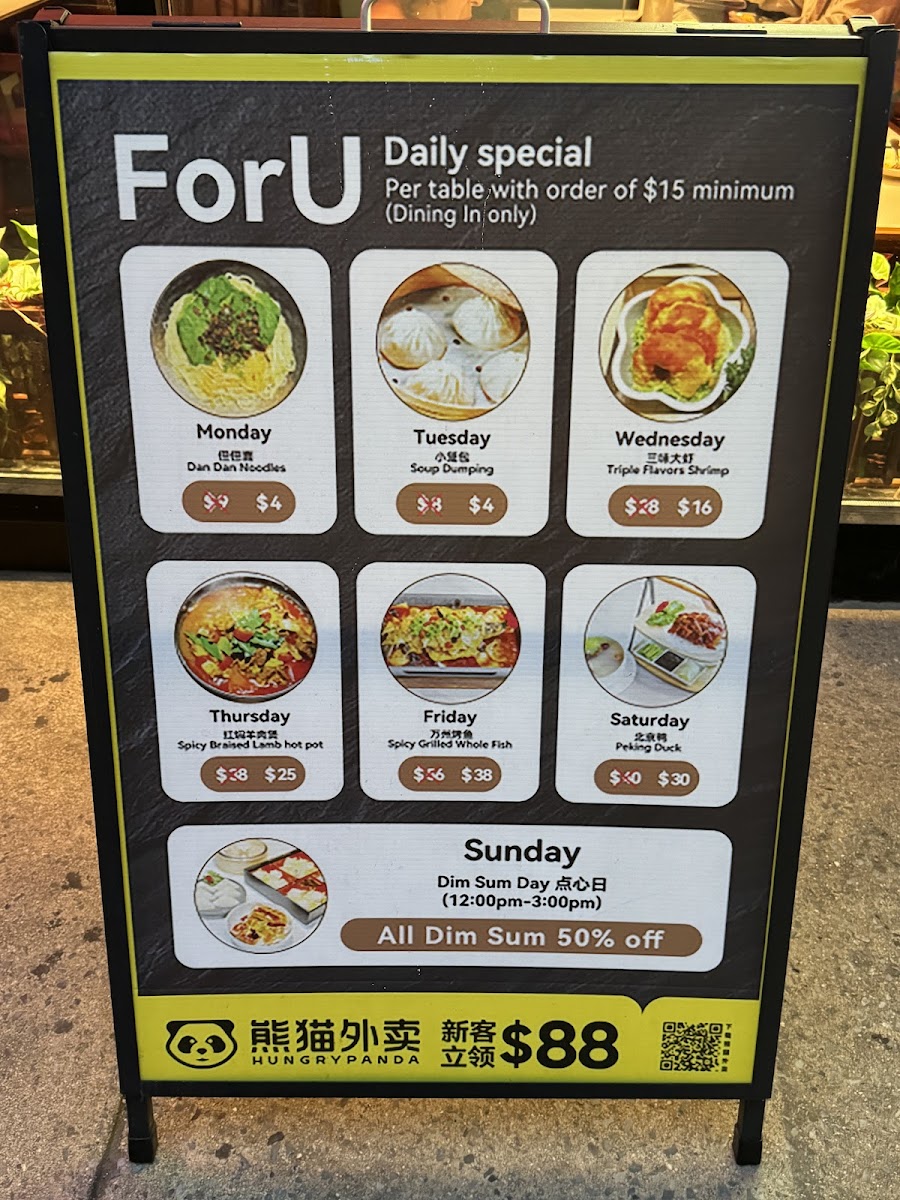 ForU
Daily special
Per table with order of $15 minimum
(Dining In only)
Monday
Dan Dan Noodles
$9 $4
Tuesday
小笼包
Soup Dumping
$8 $4
Wednesday
三味大虾
Triple Flavors Shrimp
$28 $16
Thursday
红焖羊肉煲
Spicy Braised Lamb hot pot
$38 $25
Friday
万州烤鱼
Spicy Grilled Whole Fish
$56 $38
Saturday
北京鸭
Peking Duck
$60 $30
Sunday
Dim Sum Day 点心日
(12:00pm-3:00pm)
All Dim Sum 50% off
熊猫外卖
HUNGRYPANDA
新客
立领
$88